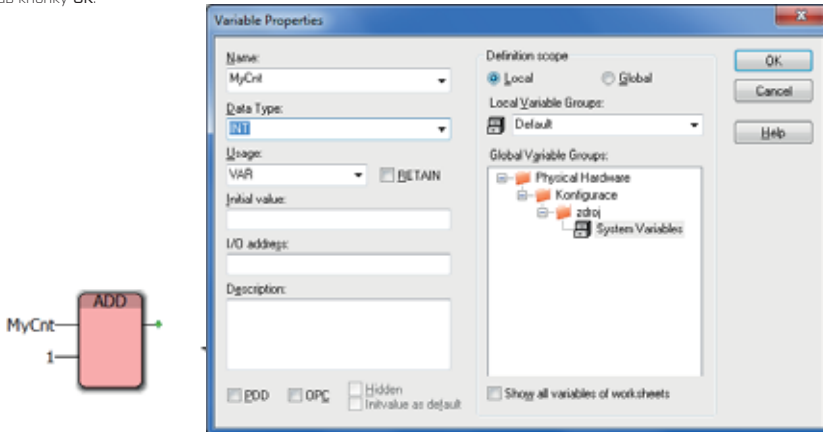 knoflíky OK.
Variable Properties
Name:
MyCnt
Data Type:
INT
Usage:
VAR
RETAIN
Initial value:
I/O address:
Description:
PDD
OPC
Hidden
Initvalue as default
Definition scope
Local
Global
Local Variable Groups:
Default
Global Variable Groups:
Physical Hardware
Konfigurace
zdroj
System Variables
Show all variables of worksheets
OK
Cancel
Help
ADD
MyCnt
1